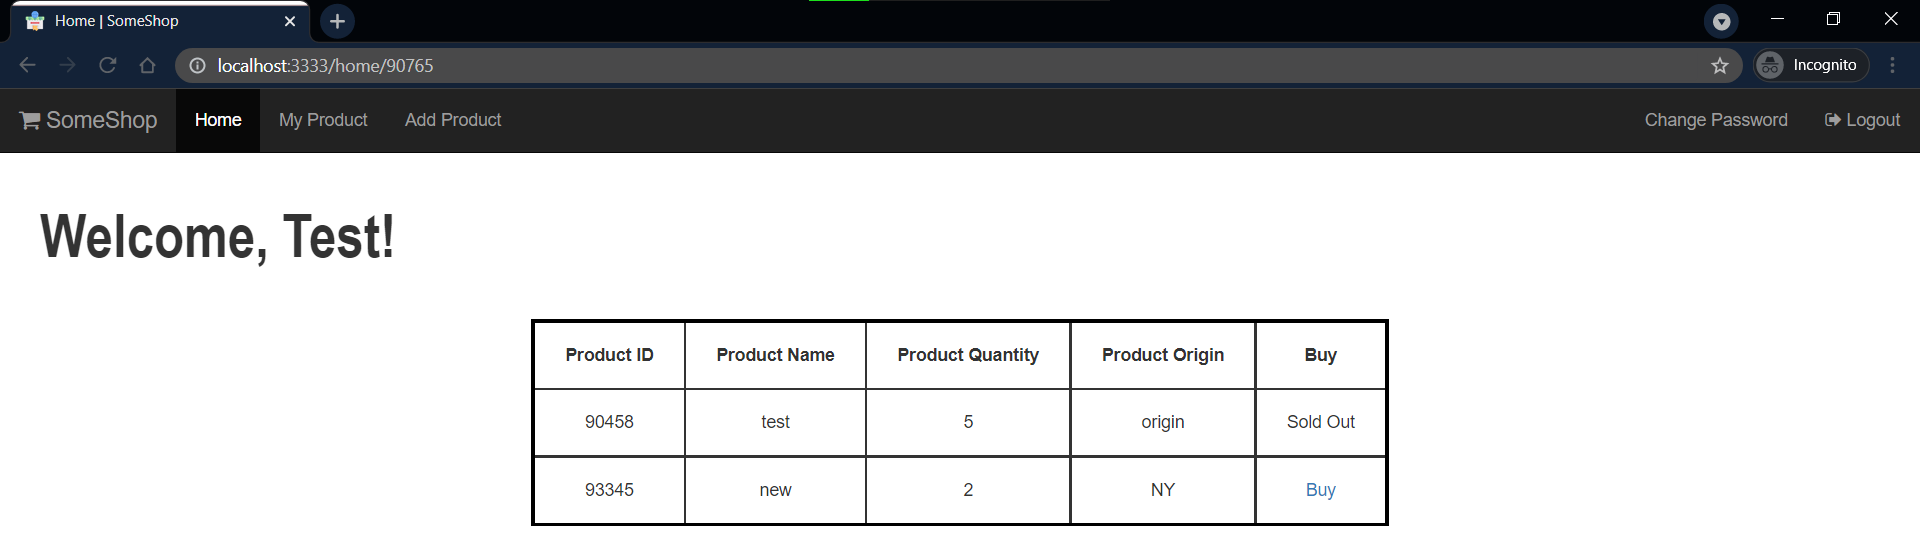 Home | SomeShop
localhost:3333/home/90765
Incognito
SomeShop Home My Product Add Product Change Password Logout
Welcome, Test!
Product ID Product Name Product Quantity Product Origin Buy
90458 test 5 origin Sold Out
93345 new 2 NY Buy